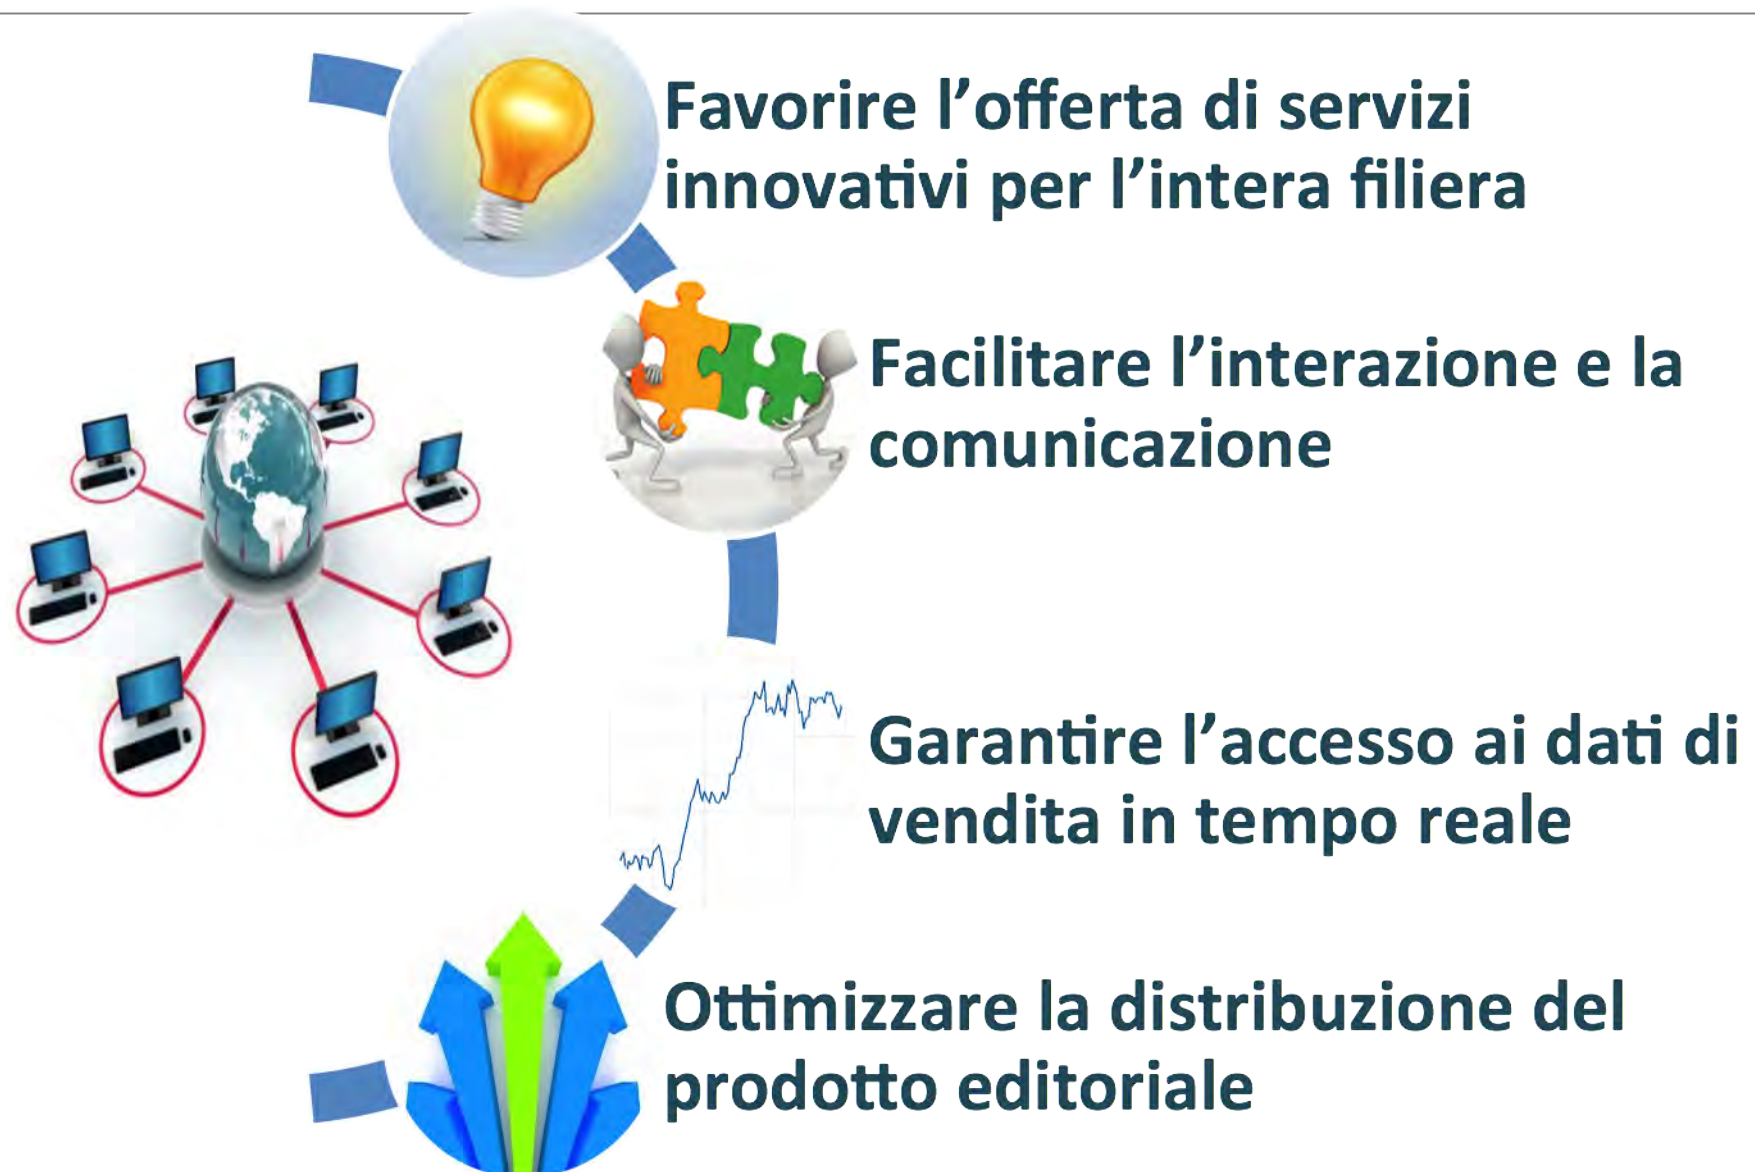 Favorire l’offerta di servizi
innovativi per l’intera filiera
Facilitare l’interazione e la
comunicazione
Garantire l’accesso ai dati di
vendita in tempo reale
Ottimizzare la distribuzione del
prodotto editoriale